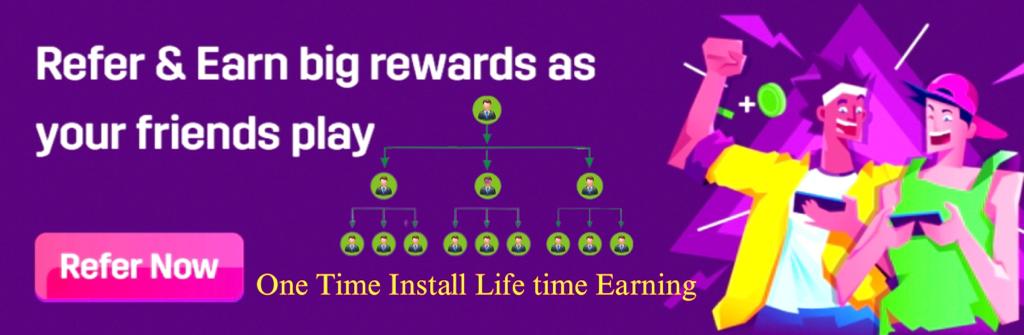 Refer & Earn big rewards as
your friends play
Refer Now
One Time Install Life time Earning